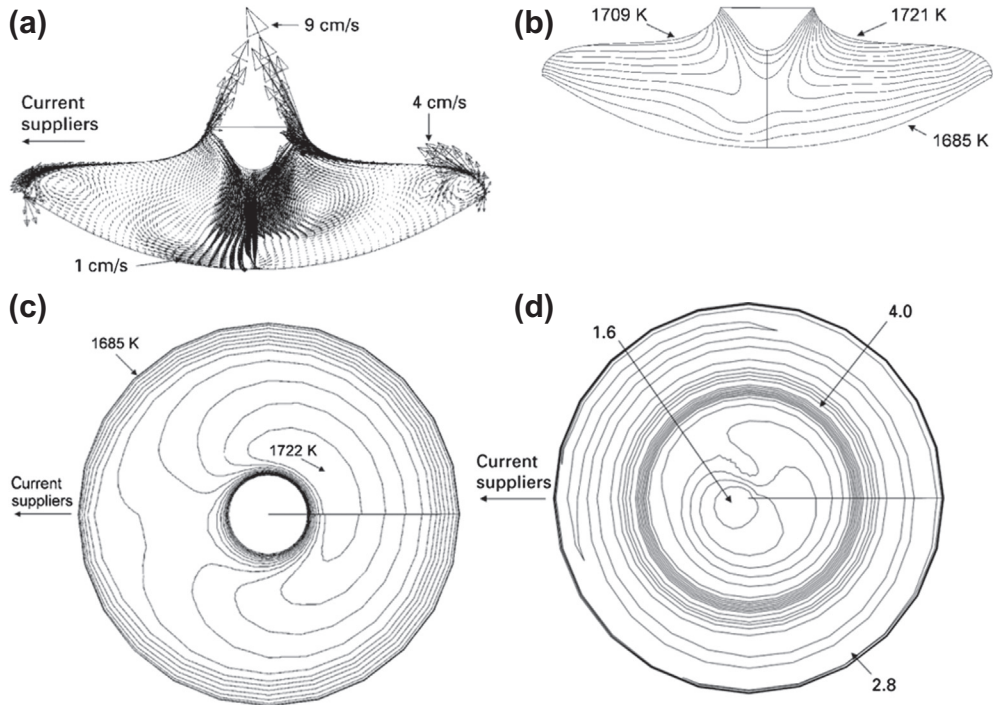 (a)
9 cm/s
Current
suppliers
4 cm/s
1 cm/s
(b)
1709 K
1721 K
1685 K
(c)
1685 K
1722 K
Current
suppliers
(d)
1.6
4.0
Current
suppliers
2.8